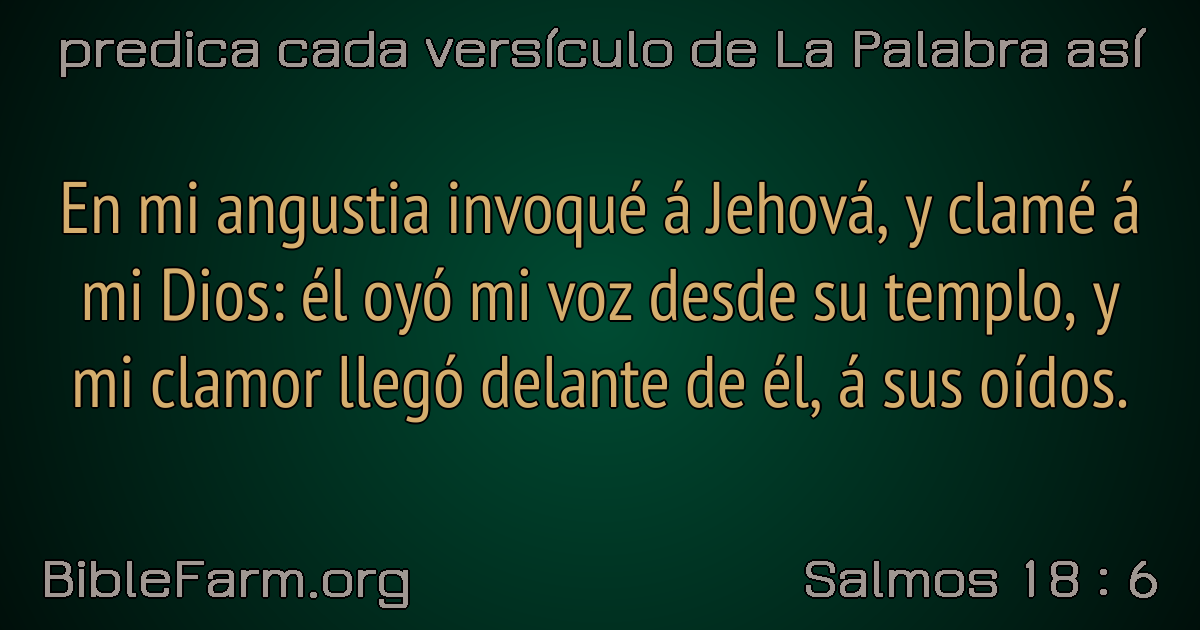 predica cada versículo de La Palabra así
En mi angustia invoqué á Jehová, y clamé á
mi Dios: él oyó mi voz desde su templo, y
mi clamor llegó delante de él, á sus oídos.
BibleFarm.org
Salmos 18 : 6